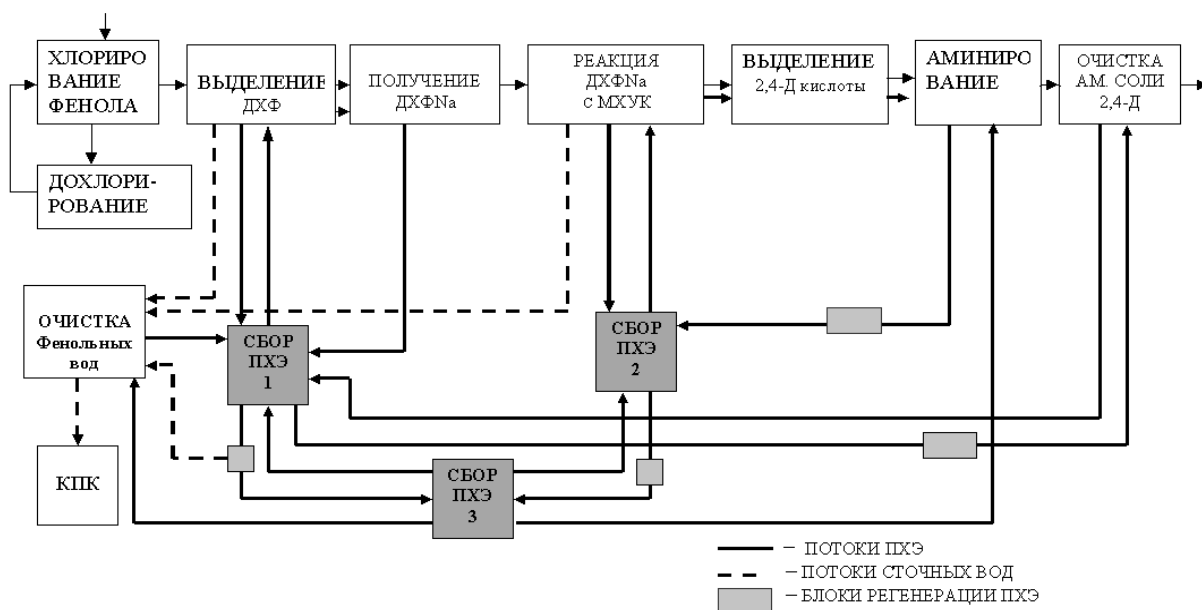 ХЛОРИРО
ВАНИЕ
ФЕНОЛА
ВЫДЕЛЕНИЕ
ДХФ
ПОЛУЧЕНИЕ
ДХФNa
РЕАКЦИЯ
ДХФNa
С МХУК
ВЫДЕЛЕНИЕ
2,4-Д кислоты
АМИНИРО
ВАНИЕ
ОЧИСТКА
АМ. СОЛИ
2,4-Д
ДОХЛОРИ-
РОВАНИЕ
ОЧИСТКА
Фенольных
вод
СБОР
ПХЭ
1
СБОР
ПХЭ
2
КПК
СБОР
ПХЭ
3
– ПОТОКИ ПХЭ
– ПОТОКИ СТОЧНЫХ ВОД
– БЛОКИ РЕГЕНЕРАЦИИ ПХЭ